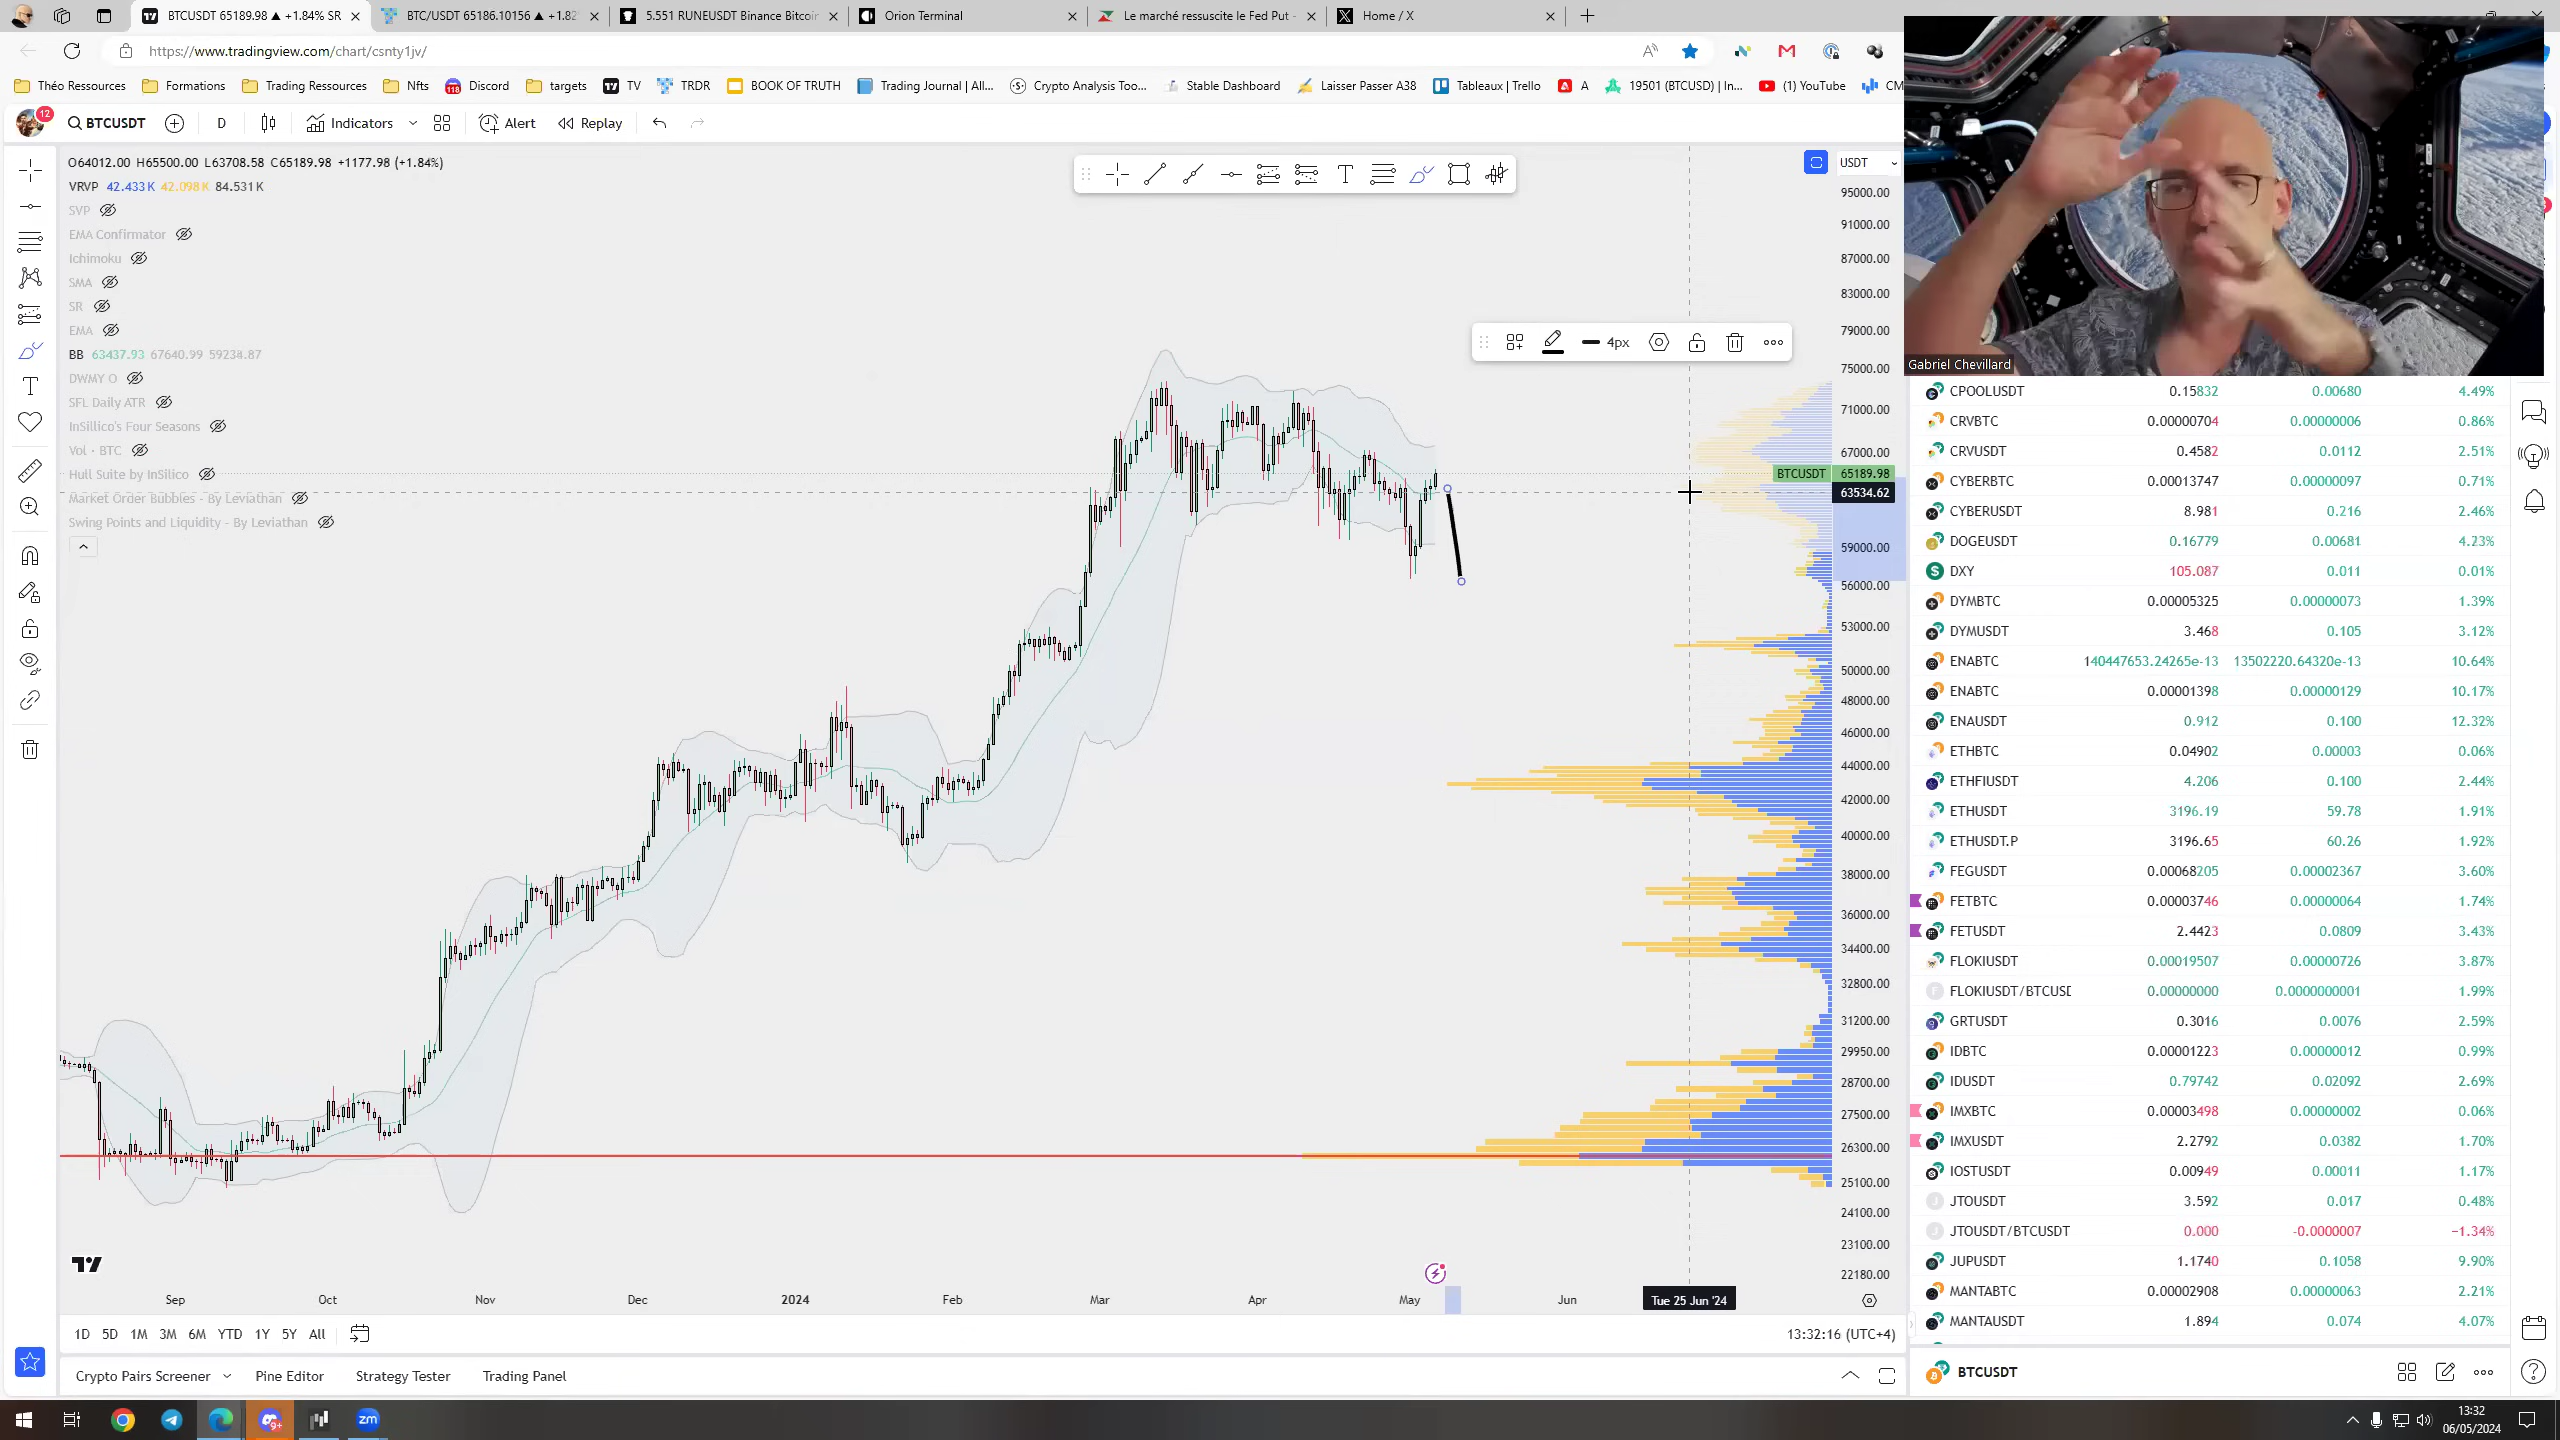 BTCUSDT 65189.98 ▲ +1.84% SR
BTC/USDT 65186.10156 ▲ +1.82
5.551 RUNEUSDT Binance Bitcoi
Orion Terminal
Le marché ressuscite le Fed Put -
Home / X
https://www.tradingview.com/chart/csnty1jv/
Théo Ressources
Formations
Trading Ressources
Nfts
Discord
targets
TV
TRDR
BOOK OF TRUTH
Trading Journal | All...
Crypto Analysis Too...
Stable Dashboard
Laisser Passer A38
Tableaux | Trello
A
19501 (BTCUSD) | In...
(1) YouTube
CM
12
BTCUSDT
D
Indicators
Alert
Replay
O64012.00 H65500.00 L63708.58 C65189.98 +1177.98 (+1.84%)
VRVP 42.433K 42.098K 84.531K
SVP
EMA Confirmator
Ichimoku
SMA
SR
EMA
BB 63437.93 67640.99 59234.87
DWMY O
SFL Daily ATR
InSillico's Four Seasons
Vol · BTC
Hull Suite by InSilico
Market Order Bubbles - By Leviathan
Swing Points and Liquidity - By Leviathan
4px
USDT
95000.00
91000.00
87000.00
83000.00
79000.00
75000.00
71000.00
67000.00
BTCUSDT 65189.98
63534.62
59000.00
56000.00
53000.00
50000.00
48000.00
46000.00
44000.00
42000.00
40000.00
38000.00
36000.00
34400.00
32800.00
31200.00
29950.00
28700.00
27500.00
26300.00
25100.00
24100.00
23100.00
22180.00
Sep
Oct
Nov
Dec
2024
Feb
Mar
Apr
May
Jun
Tue 25 Jun '24
1D 5D 1M 3M 6M YTD 1Y 5Y All
13:32:16 (UTC+4)
Crypto Pairs Screener
Pine Editor
Strategy Tester
Trading Panel
Gabriel Chevillard
CPOOLUSDT 0.15832 0.00680 4.49%
CRVBTC 0.00000704 0.00000006 0.86%
CRVUSDT 0.4582 0.0112 2.51%
CYBERBTC 0.00013747 0.00000097 0.71%
CYBERUSDT 8.981 0.216 2.46%
DOGEUSDT 0.16779 0.00681 4.23%
DXY 105.087 0.011 0.01%
DYMBTC 0.00005325 0.00000073 1.39%
DYMUSDT 3.468 0.105 3.12%
ENABTC 140447653.24265e-13 13502220.64320e-13 10.64%
ENABTC 0.00001398 0.00000129 10.17%
ENAUSDT 0.912 0.100 12.32%
ETHBTC 0.04902 0.00003 0.06%
ETHFIUSDT 4.206 0.100 2.44%
ETHUSDT 3196.19 59.78 1.91%
ETHUSDT.P 3196.65 60.26 1.92%
FEGUSDT 0.00068205 0.00002367 3.60%
FETBTC 0.00003746 0.00000064 1.74%
FETUSDT 2.4423 0.0809 3.43%
FLOKIUSDT 0.00019507 0.00000726 3.87%
FLOKIUSDT/BTCUSD 0.00000000 0.0000000001 1.99%
GRTUSDT 0.3016 0.0076 2.59%
IDBTC 0.00001223 0.00000012 0.99%
IDUSDT 0.79742 0.02092 2.69%
IMXBTC 0.00003498 0.00000002 0.06%
IMXUSDT 2.2792 0.0382 1.70%
IOSTUSDT 0.00949 0.00011 1.17%
JTOUSDT 3.592 0.017 0.48%
JTOUSDT/BTCUSDT 0.000 -0.0000007 −1.34%
JUPUSDT 1.1740 0.1058 9.90%
MANTABTC 0.00002908 0.00000063 2.21%
MANTAUSDT 1.894 0.074 4.07%
BTCUSDT
zm
13:32
06/05/2024